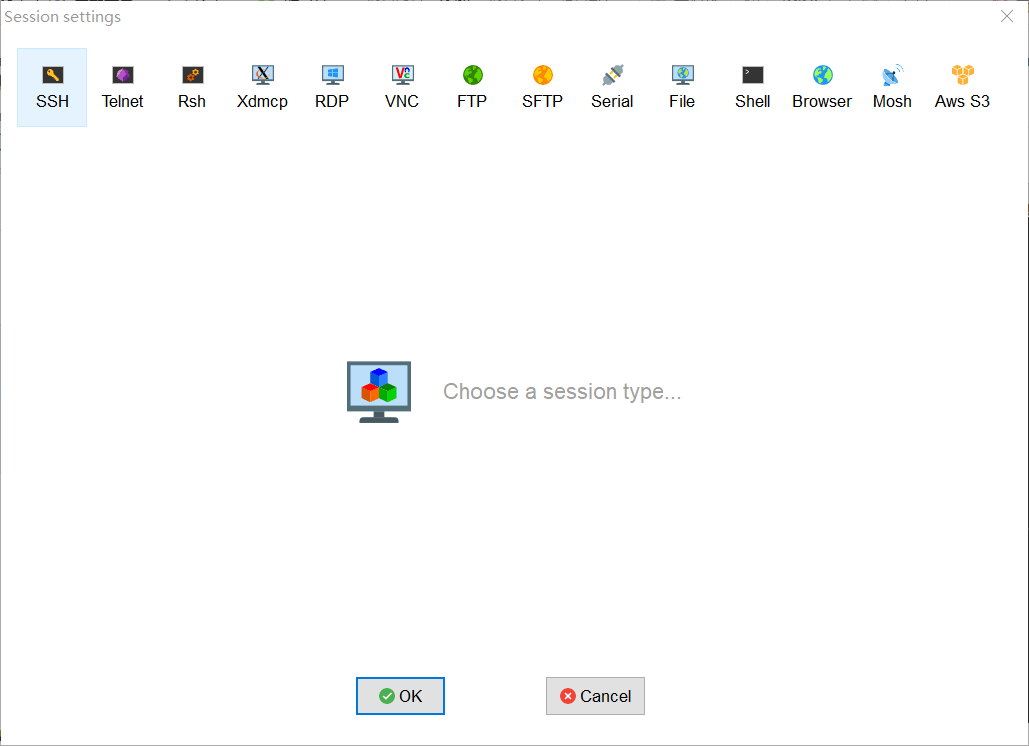 Session settings
SSH Telnet Rsh Xdmcp RDP VNC FTP SFTP Serial File Shell Browser Mosh Aws S3
Choose a session type...
OK Cancel